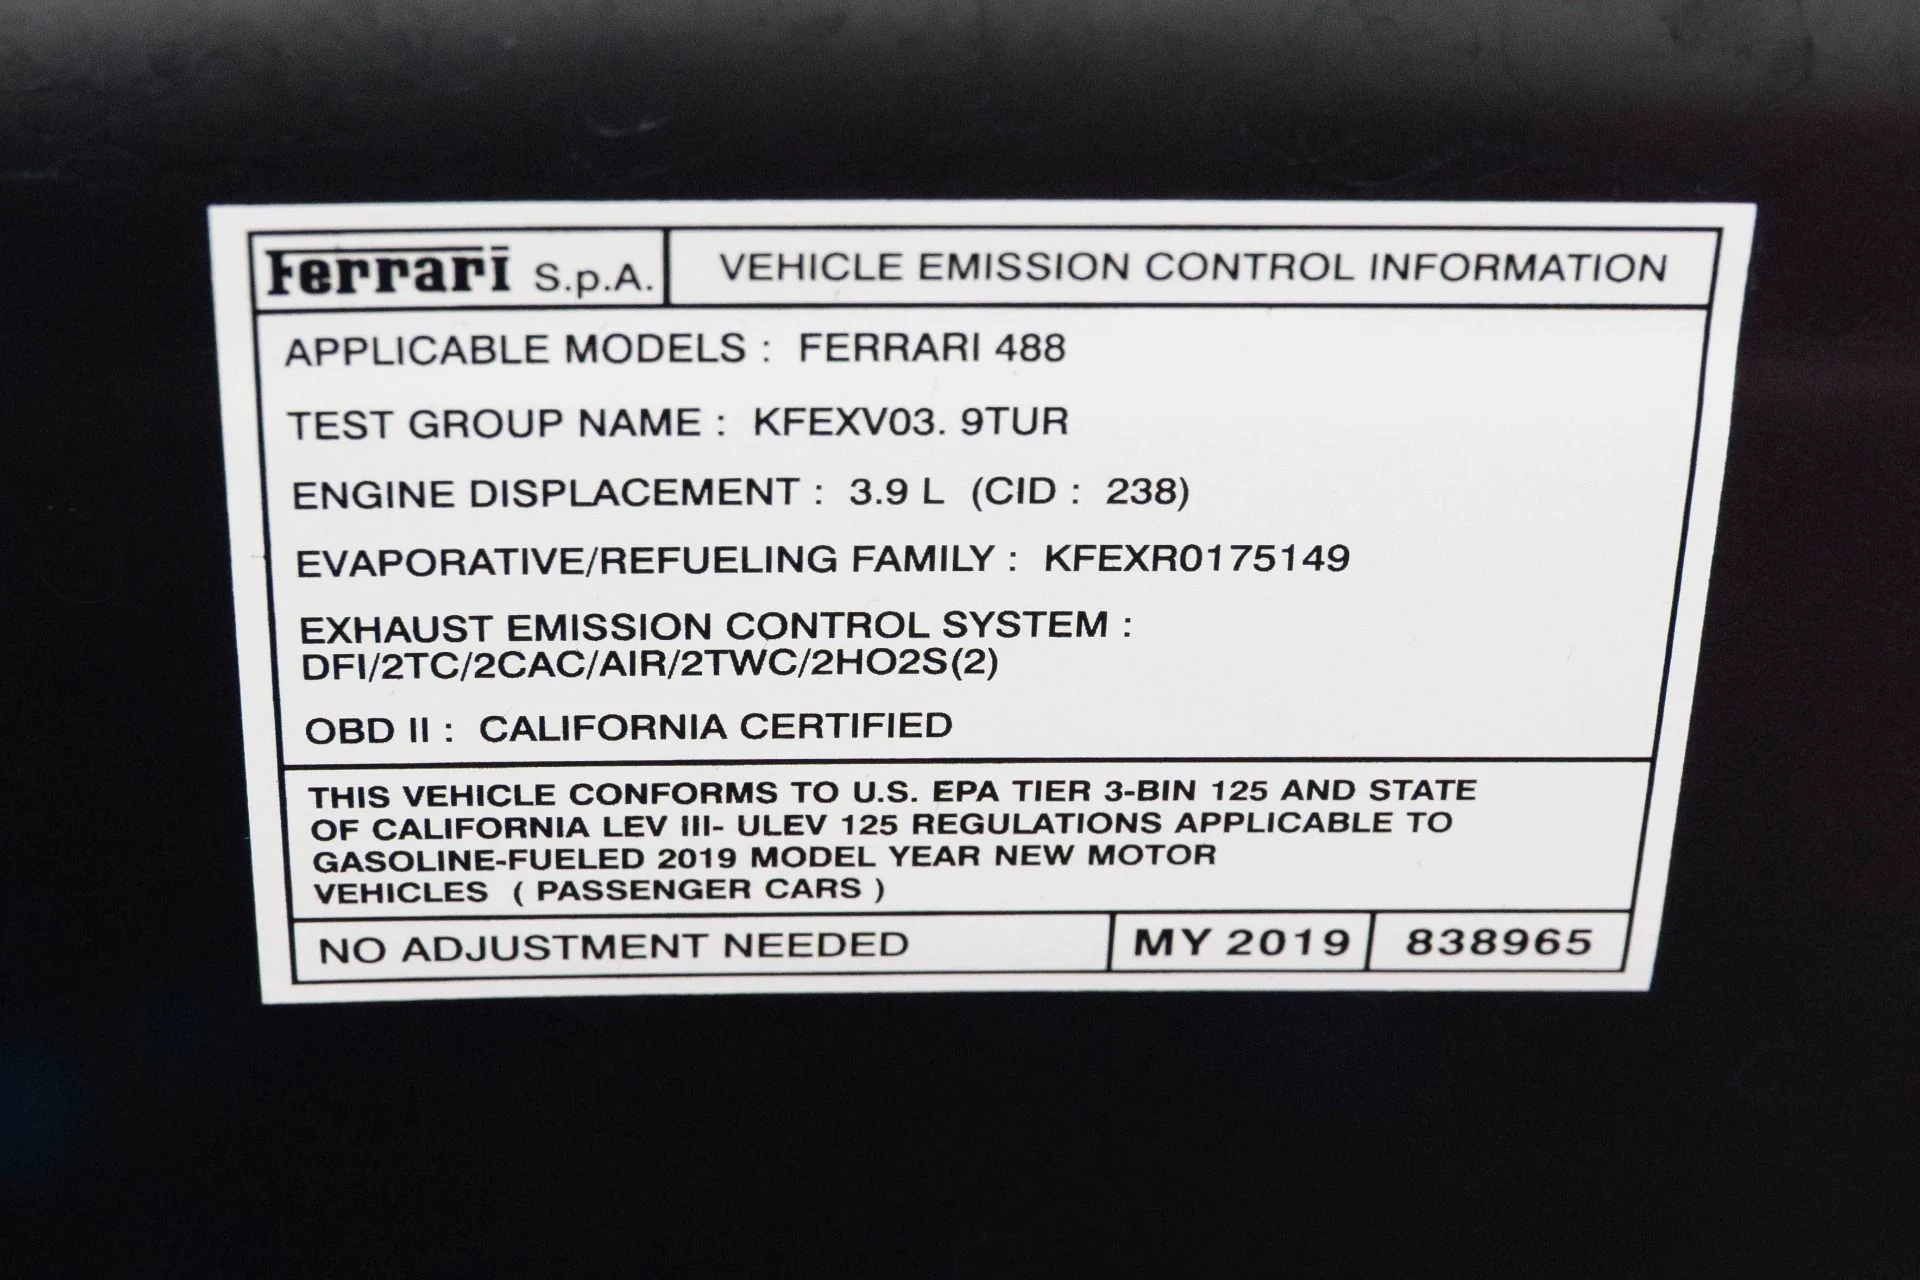 Ferrari S.p.A. VEHICLE EMISSION CONTROL INFORMATION
APPLICABLE MODELS : FERRARI 488
TEST GROUP NAME : KFEXV03. 9TUR
ENGINE DISPLACEMENT : 3.9 L (CID : 238)
EVAPORATIVE/REFUELING FAMILY : KFEXR0175149
EXHAUST EMISSION CONTROL SYSTEM :
DFI/2TC/2CAC/AIR/2TWC/2HO2S(2)
OBD II : CALIFORNIA CERTIFIED
THIS VEHICLE CONFORMS TO U.S. EPA TIER 3-BIN 125 AND STATE
OF CALIFORNIA LEV III- ULEV 125 REGULATIONS APPLICABLE TO
GASOLINE-FUELED 2019 MODEL YEAR NEW MOTOR
VEHICLES ( PASSENGER CARS )
NO ADJUSTMENT NEEDED MY 2019 838965